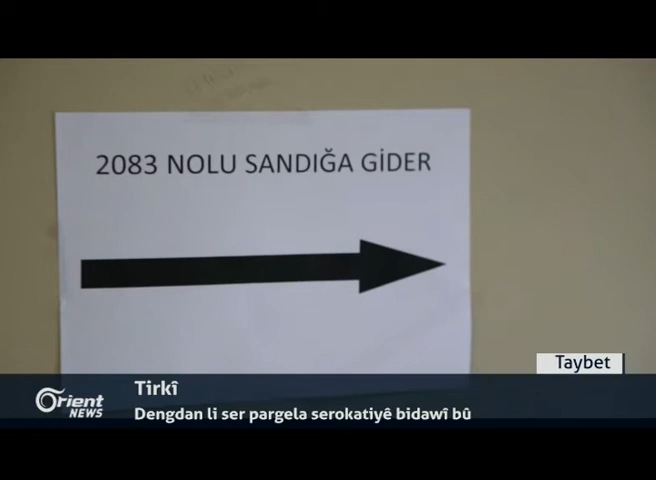 2083 NOLU SANDIĞA GİDER
Taybet
Orient
NEWS
Tirkî
Dengdan li ser pargela serokatiyê bidawî bû